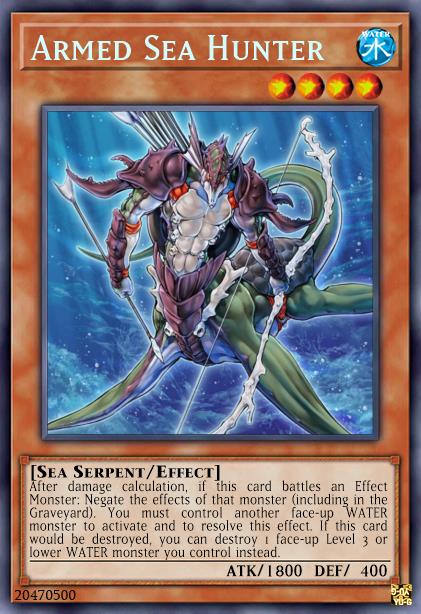 ARMED SEA HUNTER
WATER
水
[SEA SERPENT/EFFECT]
After damage calculation, if this card battles an Effect
Monster: Negate the effects of that monster (including in the
Graveyard). You must control another face-up WATER
monster to activate and to resolve this effect. If this card
would be destroyed, you can destroy 1 face-up Level 3 or
lower WATER monster you control instead.
ATK/1800 DEF/ 400
20470500